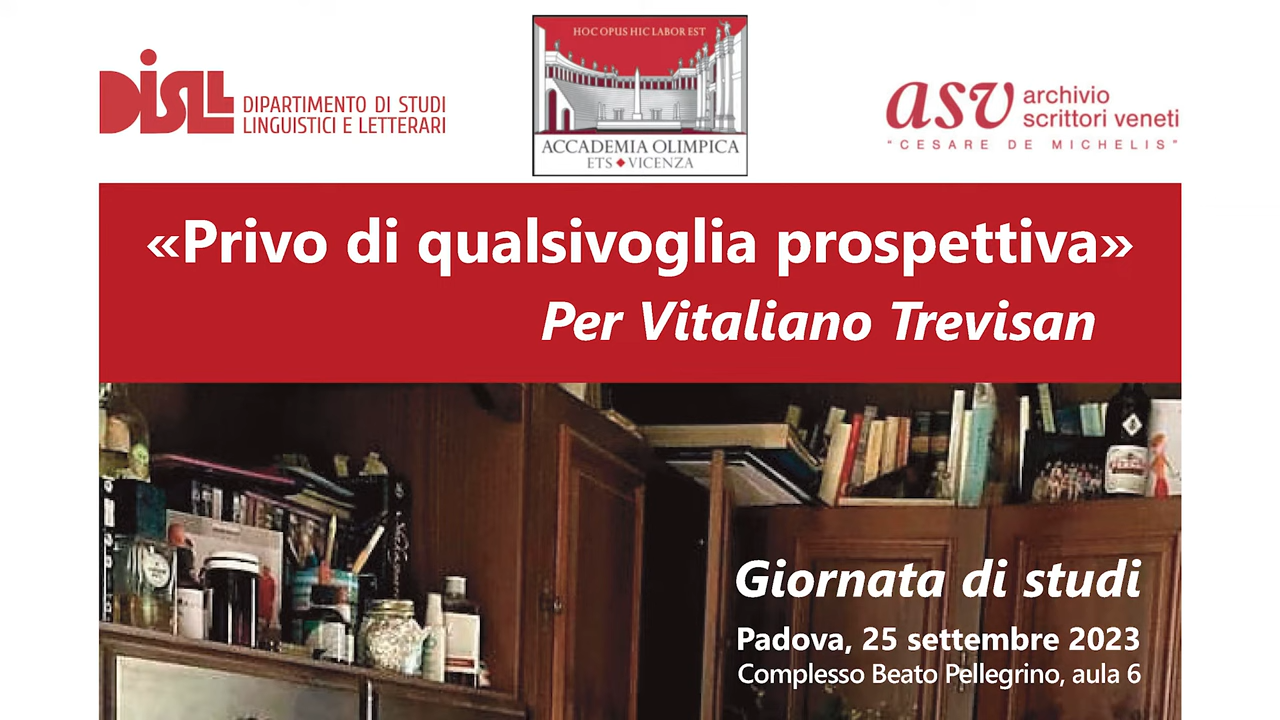 DiSLL
DIPARTIMENTO DI STUDI
LINGUISTICI E LETTERARI
HOC OPUS HIC LABOR EST
ACCADEMIA OLIMPICA
ETS ◆ VICENZA
asv archivio
scrittori veneti
"CESARE DE MICHELIS"
«Privo di qualsivoglia prospettiva»
Per Vitaliano Trevisan
Giornata di studi
Padova, 25 settembre 2023
Complesso Beato Pellegrino, aula 6